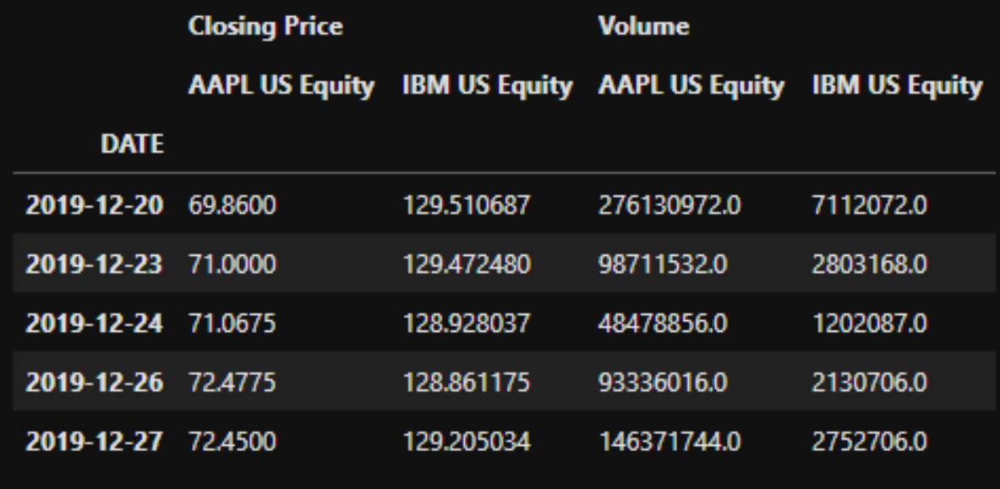 Closing Price Volume
AAPL US Equity IBM US Equity AAPL US Equity IBM US Equity
DATE
2019-12-20 69.8600 129.510687 276130972.0 7112072.0
2019-12-23 71.0000 129.472480 98711532.0 2803168.0
2019-12-24 71.0675 128.928037 48478856.0 1202087.0
2019-12-26 72.4775 128.861175 93336016.0 2130706.0
2019-12-27 72.4500 129.205034 146371744.0 2752706.0